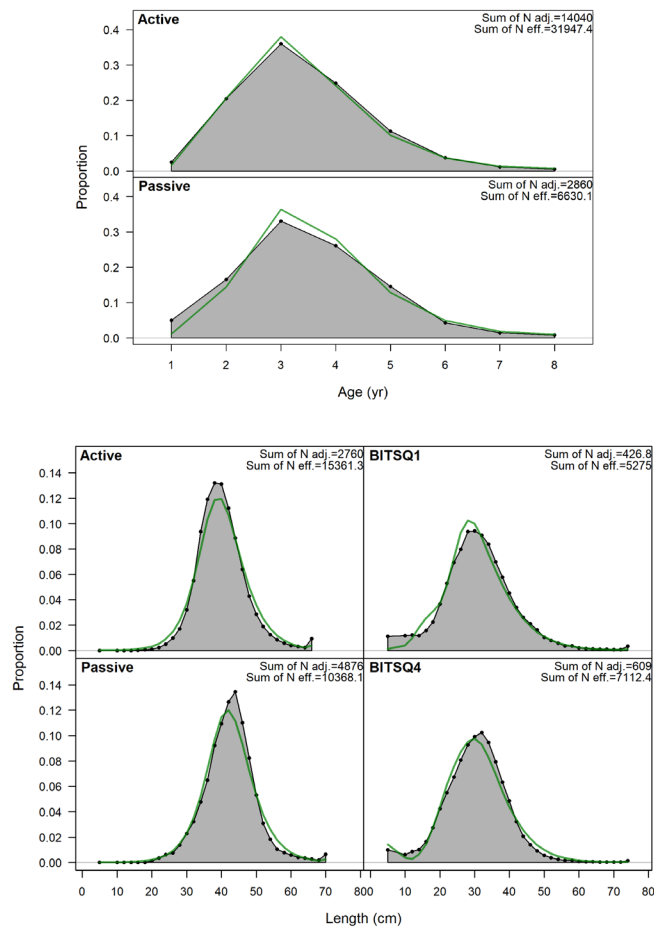 Active
Sum of N adj.=14040
Sum of N eff.=31947.4
0.4
0.3
0.2
0.1
0.0
Passive
Sum of N adj.=2860
Sum of N eff.=6630.1
0.4
0.3
0.2
0.1
0.0
Proportion
1 2 3 4 5 6 7 8
Age (yr)
Active
Sum of N adj.=2760
Sum of N eff.=15361.3
BITSQ1
Sum of N adj.=426.8
Sum of N eff.=5275
0.14
0.12
0.10
0.08
0.06
0.04
0.02
0.00
Passive
Sum of N adj.=4876
Sum of N eff.=10368.1
BITSQ4
Sum of N adj.=609
Sum of N eff.=7112.4
0.14
0.12
0.10
0.08
0.06
0.04
0.02
0.00
Proportion
0 10 20 30 40 50 60 70 80 0 10 20 30 40 50 60 70 80
Length (cm)